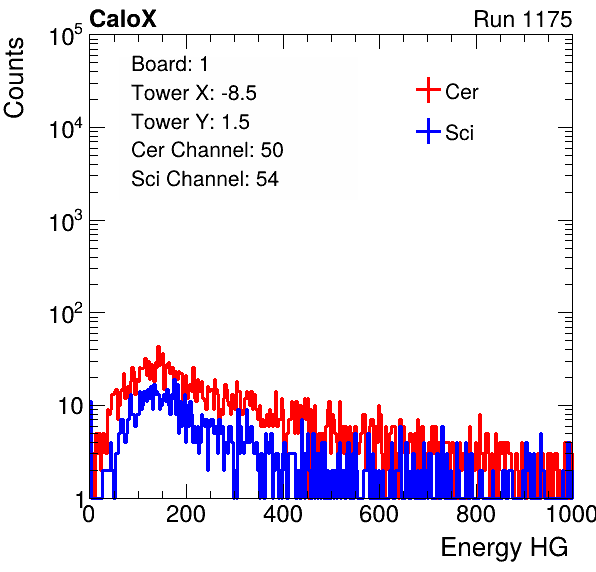 CaloX Run 1175
Counts
10^5
10^4
10^3
10^2
10
1
Board: 1
Tower X: -8.5
Tower Y: 1.5
Cer Channel: 50
Sci Channel: 54
Cer
Sci
0 200 400 600 800 1000
Energy HG